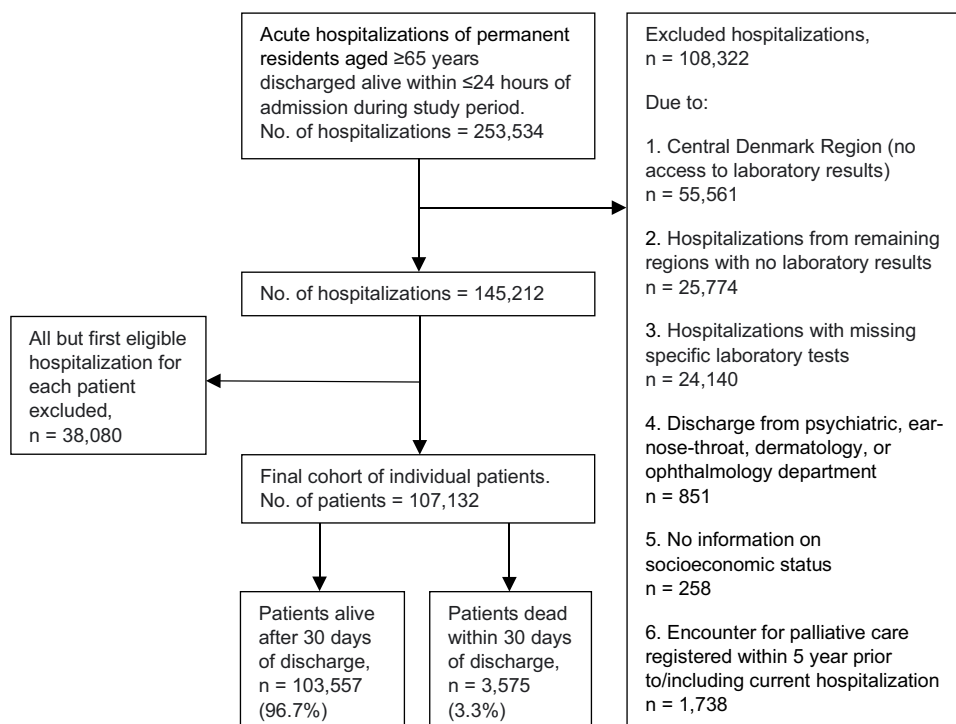 Acute hospitalizations of permanent
residents aged ≥65 years
discharged alive within ≤24 hours of
admission during study period.
No. of hospitalizations = 253,534
Excluded hospitalizations,
n = 108,322
Due to:
1. Central Denmark Region (no
access to laboratory results)
n = 55,561
2. Hospitalizations from remaining
regions with no laboratory results
n = 25,774
3. Hospitalizations with missing
specific laboratory tests
n = 24,140
4. Discharge from psychiatric, ear-
nose-throat, dermatology, or
ophthalmology department
n = 851
5. No information on
socioeconomic status
n = 258
6. Encounter for palliative care
registered within 5 year prior
to/including current hospitalization
n = 1,738
No. of hospitalizations = 145,212
All but first eligible
hospitalization for
each patient
excluded,
n = 38,080
Final cohort of individual patients.
No. of patients = 107,132
Patients alive
after 30 days
of discharge,
n = 103,557
(96.7%)
Patients dead
within 30 days
of discharge,
n = 3,575
(3.3%)